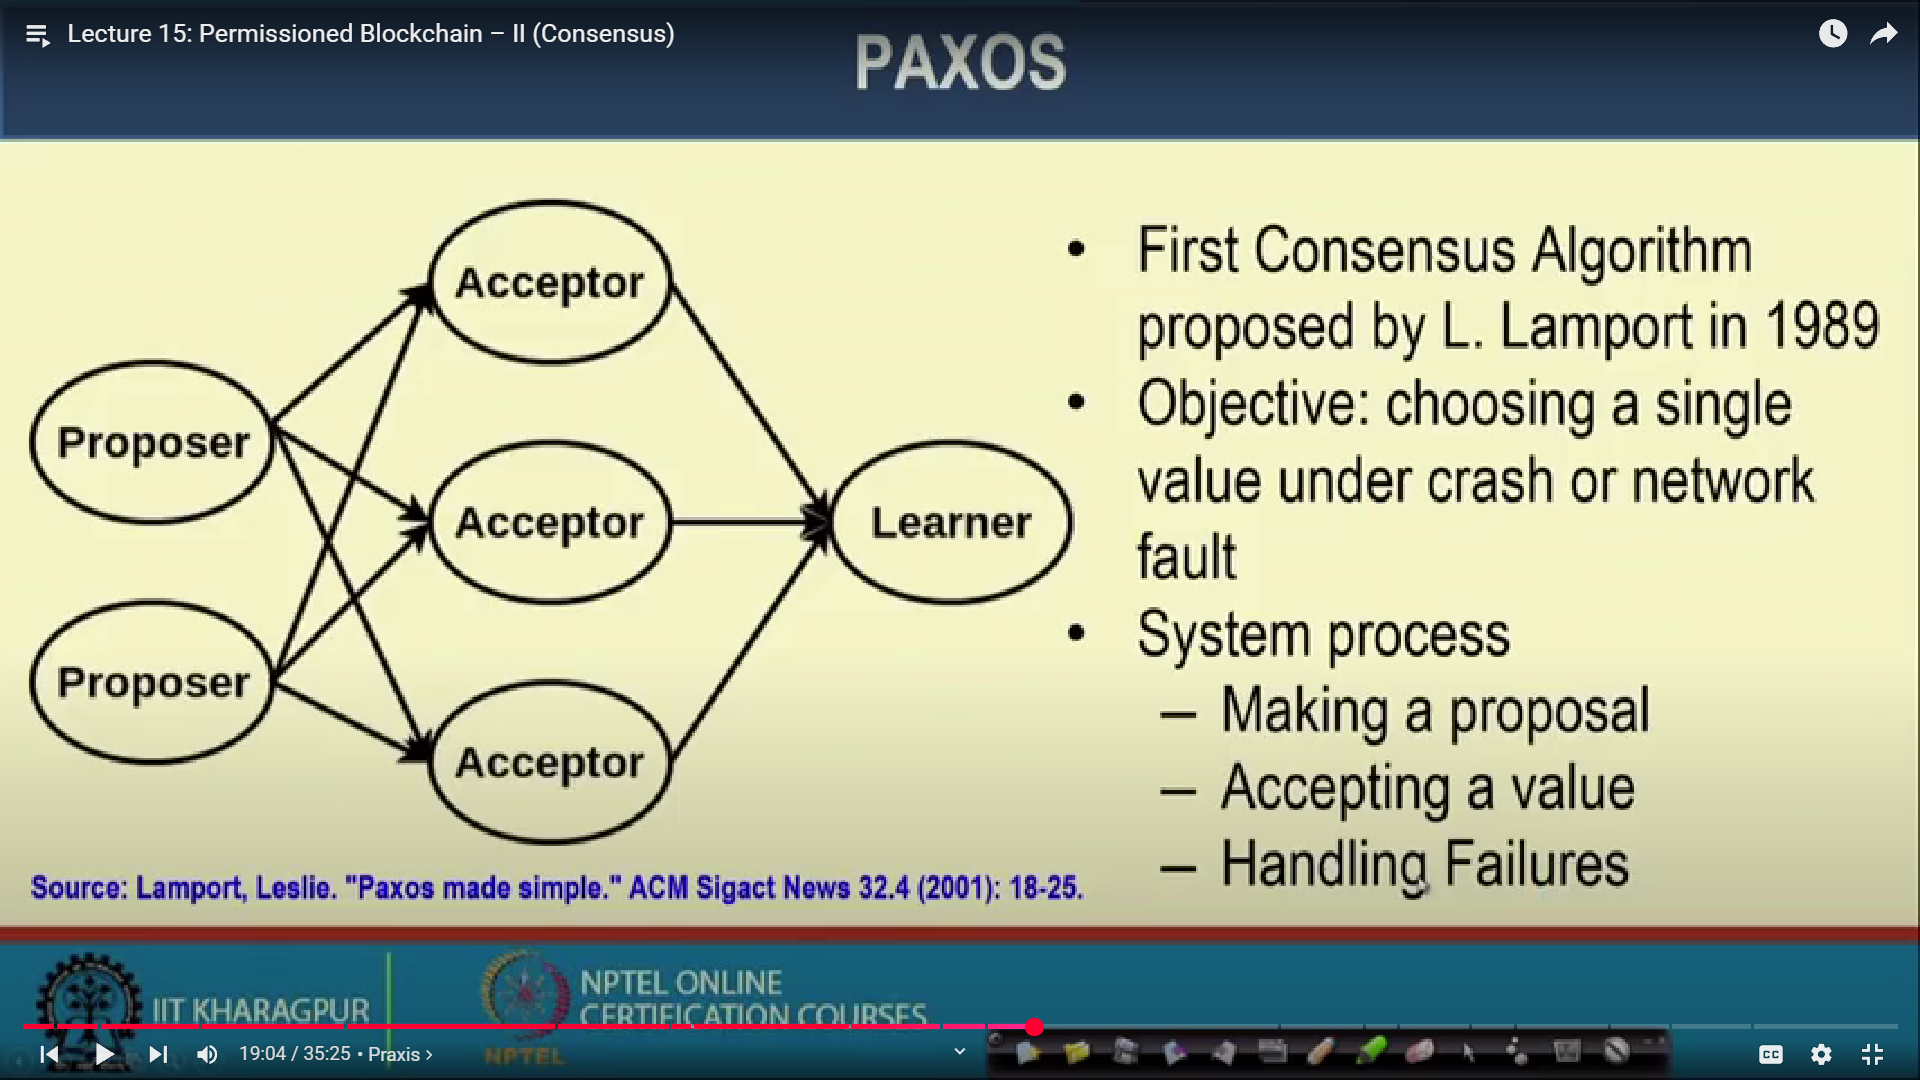 Lecture 15: Permissioned Blockchain – II (Consensus)
PAXOS
Acceptor
Proposer
Acceptor
Learner
Proposer
Acceptor
• First Consensus Algorithm
proposed by L. Lamport in 1989
• Objective: choosing a single
value under crash or network
fault
• System process
– Making a proposal
– Accepting a value
– Handling Failures
Source: Lamport, Leslie. "Paxos made simple." ACM Sigact News 32.4 (2001): 18-25.
IIT KHARAGPUR
NPTEL
NPTEL ONLINE
CERTIFICATION COURSES
19:04 / 35:25 • Praxis ›
CC